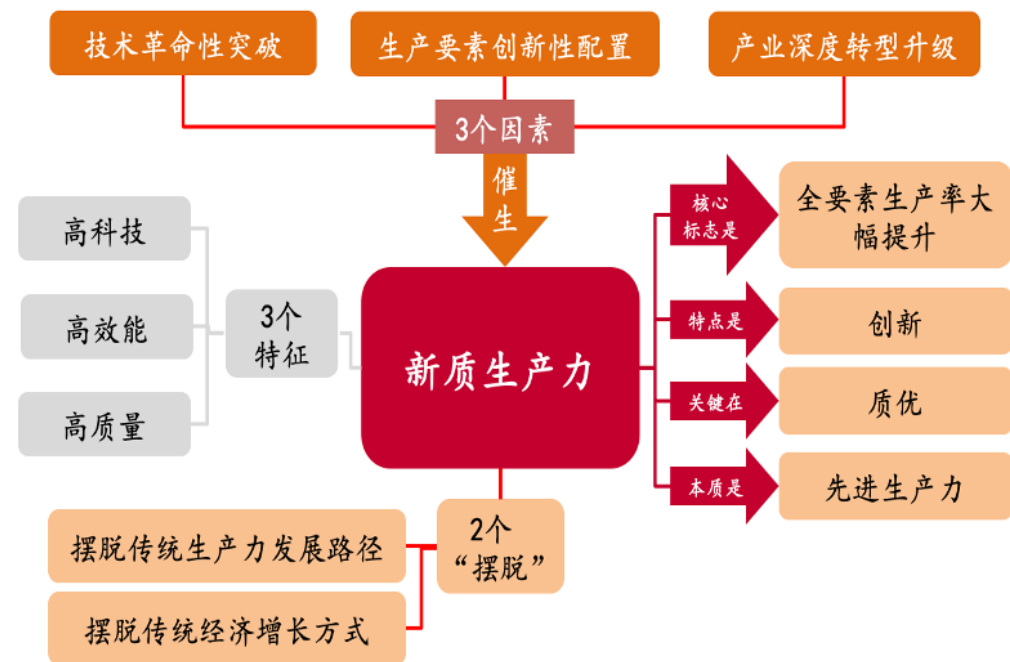 技术革命性突破
生产要素创新性配置
产业深度转型升级
3个因素
催
生
高科技
高效能
高质量
3个
特征
新质生产力
核心
标志是
全要素生产率大
幅提升
特点是
创新
关键在
质优
本质是
先进生产力
2个
“摆脱”
摆脱传统生产力发展路径
摆脱传统经济增长方式